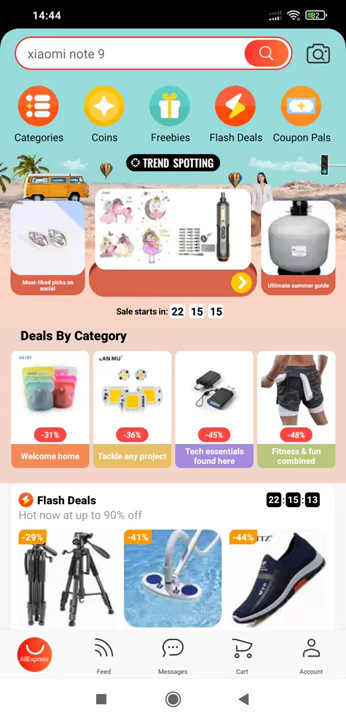 14:44
82
xiaomi note 9
Categories
Coins
Freebies
Flash Deals
Coupon Pals
TREND SPOTTING
Most-liked picks on
social
Ultimate summer guide
Sale starts in: 22 15 15
Deals By Category
LAN MU
-31%
-36%
-45%
-48%
Welcome home
Tackle any project
Tech essentials
found here
Fitness & fun
combined
Flash Deals
22:15:13
Hot now at up to 90% off
-29%
-41%
-44%
AliExpress
Feed
Messages
Cart
Account